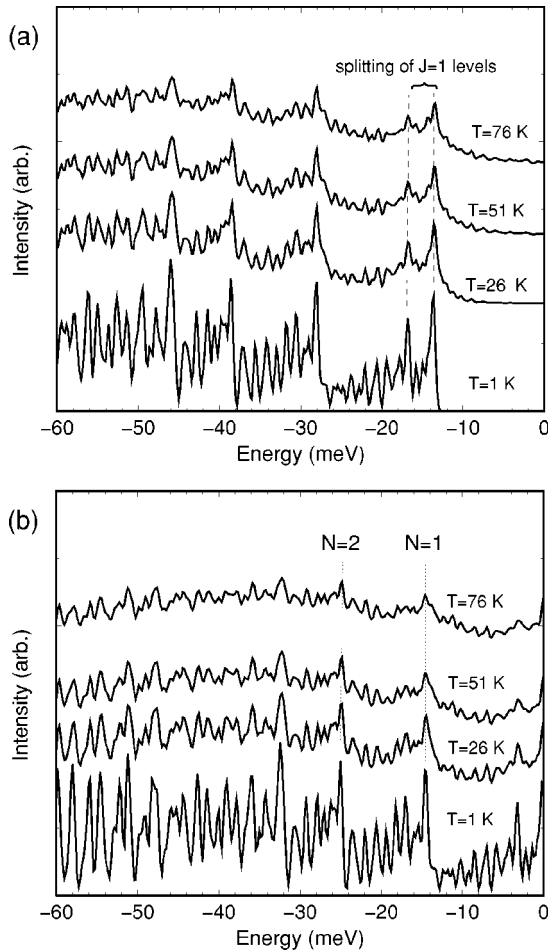 (a)
splitting of J=1 levels
T=76 K
T=51 K
T=26 K
T=1 K
Intensity (arb.)
−60 −50 −40 −30 −20 −10 0
Energy (meV)
(b)
N=2 N=1
T=76 K
T=51 K
T=26 K
T=1 K
Intensity (arb.)
−60 −50 −40 −30 −20 −10 0
Energy (meV)